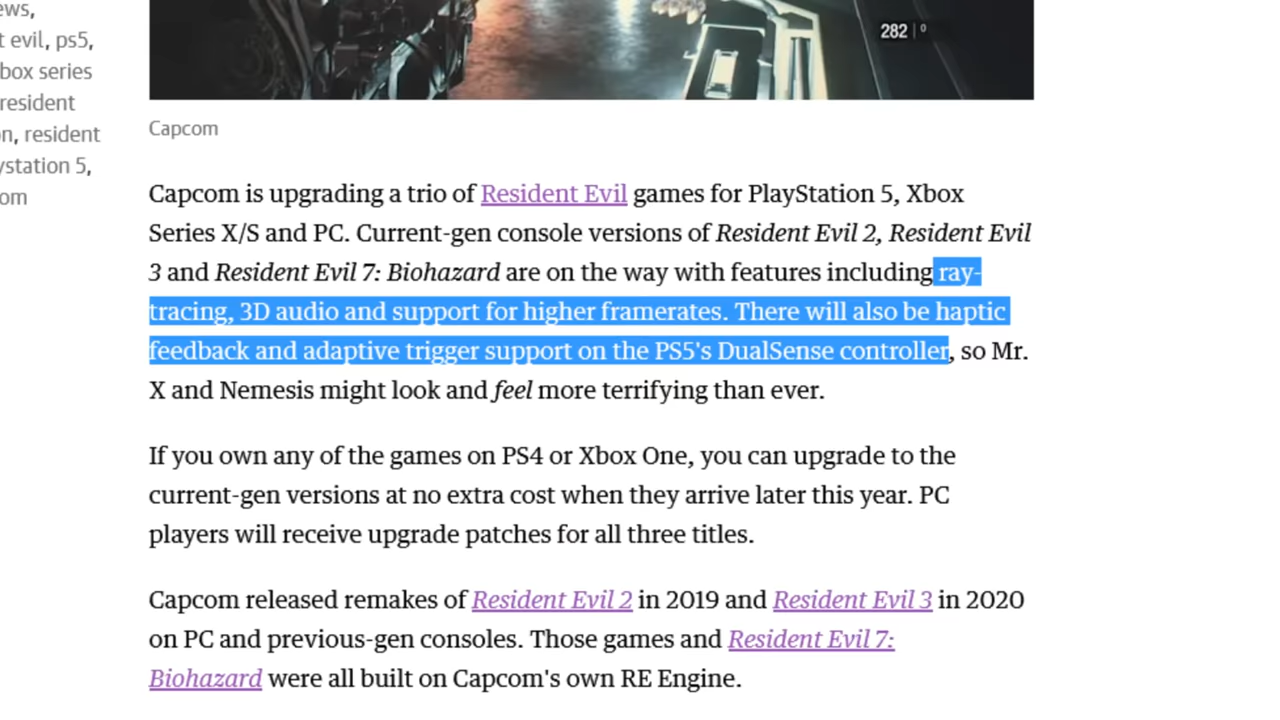 ews,
t evil, ps5,
box series
resident
n, resident
ystation 5,
om
282 | 0
Capcom
Capcom is upgrading a trio of Resident Evil games for PlayStation 5, Xbox
Series X/S and PC. Current-gen console versions of Resident Evil 2, Resident Evil
3 and Resident Evil 7: Biohazard are on the way with features including ray-
tracing, 3D audio and support for higher framerates. There will also be haptic
feedback and adaptive trigger support on the PS5's DualSense controller, so Mr.
X and Nemesis might look and feel more terrifying than ever.
If you own any of the games on PS4 or Xbox One, you can upgrade to the
current-gen versions at no extra cost when they arrive later this year. PC
players will receive upgrade patches for all three titles.
Capcom released remakes of Resident Evil 2 in 2019 and Resident Evil 3 in 2020
on PC and previous-gen consoles. Those games and Resident Evil 7:
Biohazard were all built on Capcom's own RE Engine.